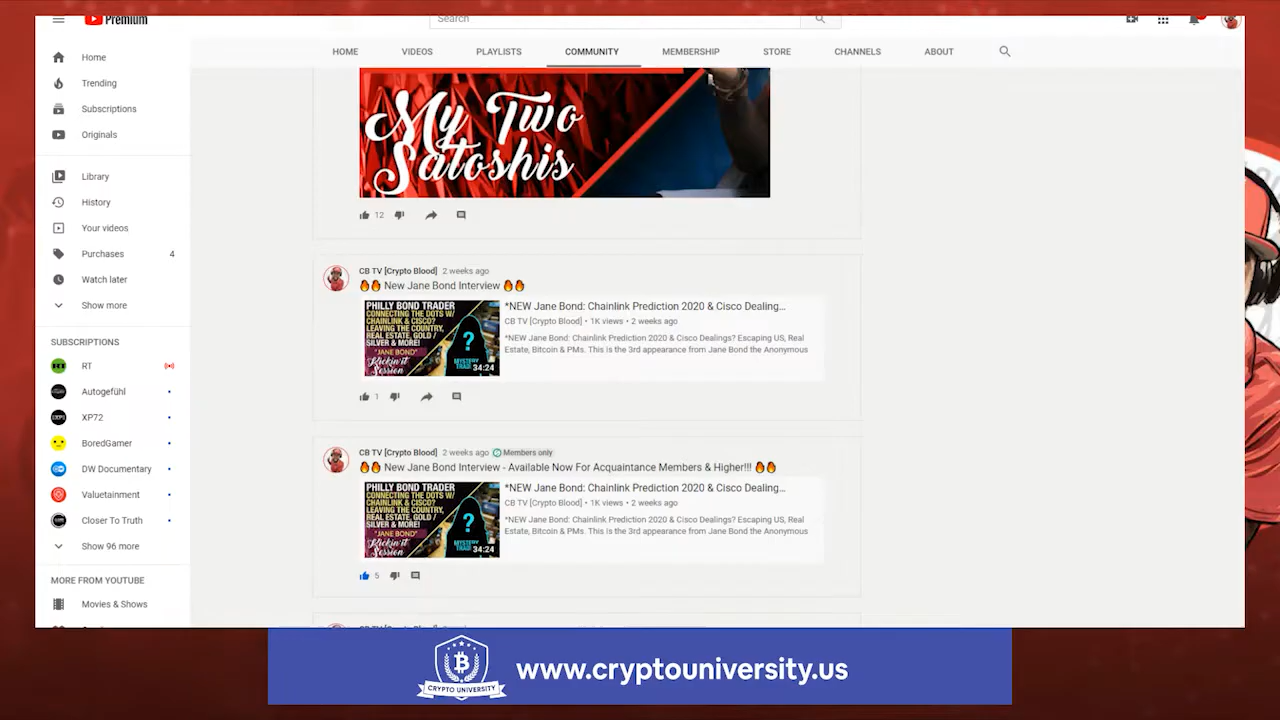 Premium
Search
Home
Trending
Subscriptions
Originals
Library
History
Your videos
Purchases 4
Watch later
Show more
SUBSCRIPTIONS
RT
Autogefühl
XP72
BoredGamer
DW Documentary
Valuetainment
Closer To Truth
Show 96 more
MORE FROM YOUTUBE
Movies & Shows
HOME VIDEOS PLAYLISTS COMMUNITY MEMBERSHIP STORE CHANNELS ABOUT
My Two
Satoshis
12
CB TV [Crypto Blood] 2 weeks ago
🔥🔥 New Jane Bond Interview 🔥🔥
PHILLY BOND TRADER
CONNECTING THE DOTS W/
CHAINLINK & CISCO?
LEAVING THE COUNTRY,
REAL ESTATE, GOLD /
SILVER & MORE!
"JANE BOND"
Kickin' it
Session
?
MYSTERY
34:24
*NEW Jane Bond: Chainlink Prediction 2020 & Cisco Dealing...
CB TV [Crypto Blood] • 1K views • 2 weeks ago
*NEW Jane Bond: Chainlink Prediction 2020 & Cisco Dealings? Escaping US, Real
Estate, Bitcoin & PMs. This is the 3rd appearance from Jane Bond the Anonymous
1
CB TV [Crypto Blood] 2 weeks ago Members only
🔥🔥 New Jane Bond Interview - Available Now For Acquaintance Members & Higher!!! 🔥🔥
PHILLY BOND TRADER
CONNECTING THE DOTS W/
CHAINLINK & CISCO?
LEAVING THE COUNTRY,
REAL ESTATE, GOLD /
SILVER & MORE!
"JANE BOND"
Kickin' it
Session
?
MYSTERY
34:24
*NEW Jane Bond: Chainlink Prediction 2020 & Cisco Dealing...
CB TV [Crypto Blood] • 1K views • 2 weeks ago
*NEW Jane Bond: Chainlink Prediction 2020 & Cisco Dealings? Escaping US, Real
Estate, Bitcoin & PMs. This is the 3rd appearance from Jane Bond the Anonymous
5
CRYPTO UNIVERSITY
www.cryptouniversity.us